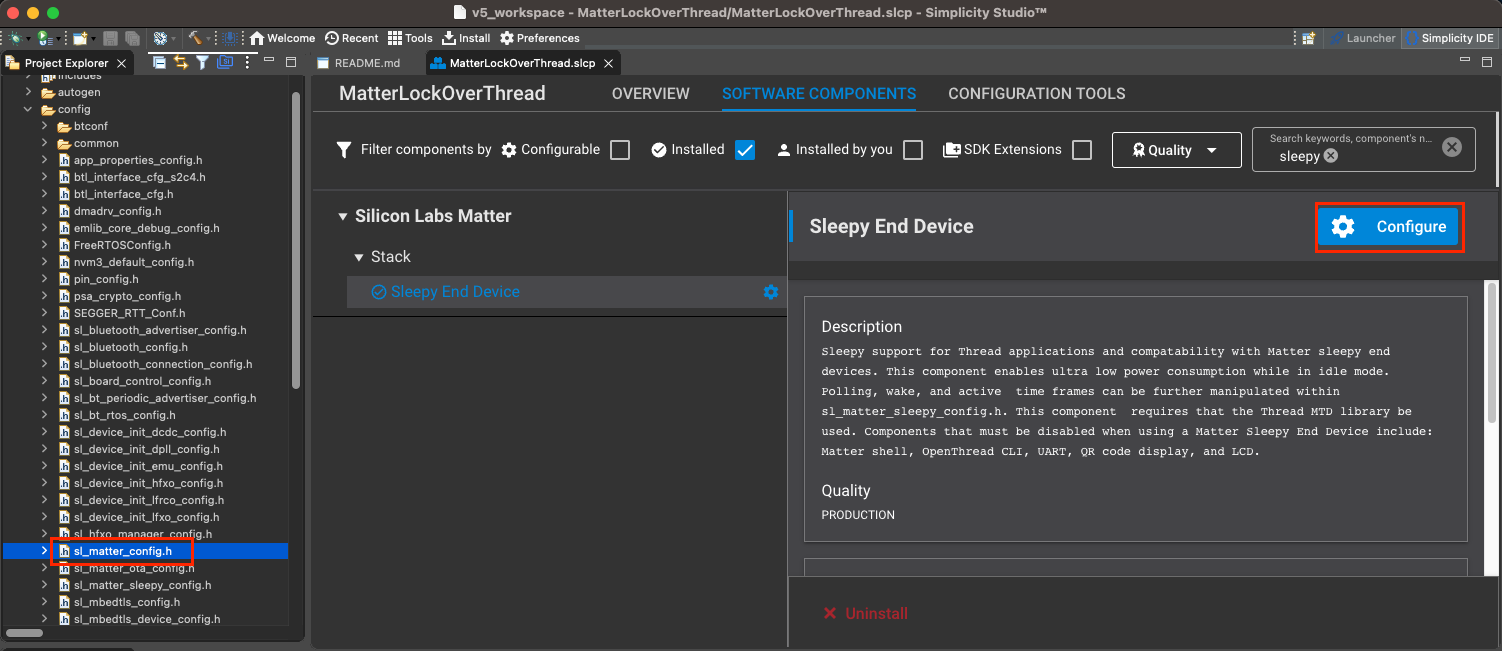 v5_workspace - MatterLockOverThread/MatterLockOverThread.slcp - Simplicity Studio™
Welcome Recent Tools Install Preferences Launcher Simplicity IDE
Project Explorer README.md MatterLockOverThread.slcp
includes
autogen
config
btconf
common
app_properties_config.h
btl_interface_cfg_s2c4.h
btl_interface_cfg.h
dmadrv_config.h
emlib_core_debug_config.h
FreeRTOSConfig.h
nvm3_default_config.h
pin_config.h
psa_crypto_config.h
SEGGER_RTT_Conf.h
sl_bluetooth_advertiser_config.h
sl_bluetooth_config.h
sl_bluetooth_connection_config.h
sl_board_control_config.h
sl_bt_periodic_advertiser_config.h
sl_bt_rtos_config.h
sl_device_init_dcdc_config.h
sl_device_init_dpll_config.h
sl_device_init_emu_config.h
sl_device_init_hfxo_config.h
sl_device_init_lfrco_config.h
sl_device_init_lfxo_config.h
sl_hfxo_manager_config.h
sl_matter_config.h
sl_matter_ota_config.h
sl_matter_sleepy_config.h
sl_mbedtls_config.h
sl_mbedtls_device_config.h
MatterLockOverThread OVERVIEW SOFTWARE COMPONENTS CONFIGURATION TOOLS
Filter components by Configurable Installed Installed by you SDK Extensions Quality
Search keywords, component's n...
sleepy
Silicon Labs Matter
Stack
Sleepy End Device
Sleepy End Device
Configure
Description
Sleepy support for Thread applications and compatability with Matter sleepy end
devices. This component enables ultra low power consumption while in idle mode.
Polling, wake, and active time frames can be further manipulated within
sl_matter_sleepy_config.h. This component requires that the Thread MTD library be
used. Components that must be disabled when using a Matter Sleepy End Device include:
Matter shell, OpenThread CLI, UART, QR code display, and LCD.
Quality
PRODUCTION
Uninstall